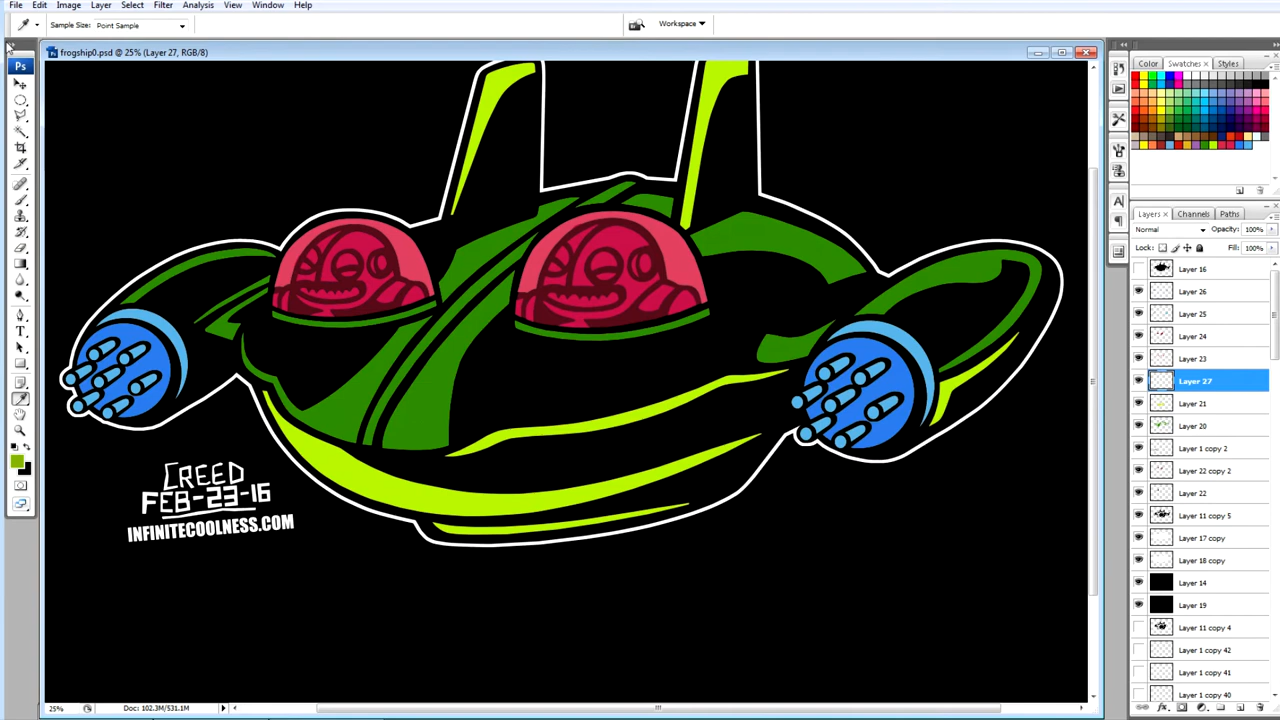 File Edit Image Layer Select Filter Analysis View Window Help
Sample Size: Point Sample Workspace
frogship0.psd @ 25% (Layer 27, RGB/8)
Ps
Color Swatches × Styles
Layers × Channels Paths
Normal Opacity: 100%
Lock: Fill: 100%
Layer 16
Layer 26
Layer 25
Layer 24
Layer 23
Layer 27
Layer 21
Layer 20
Layer 1 copy 2
Layer 22 copy 2
Layer 22
Layer 11 copy 5
Layer 17 copy
Layer 18 copy
Layer 14
Layer 19
Layer 11 copy 4
Layer 1 copy 42
Layer 1 copy 41
Layer 1 copy 40
CREED
FEB-23-16
INFINITECOOLNESS.COM
25% Doc: 102.3M/531.1M